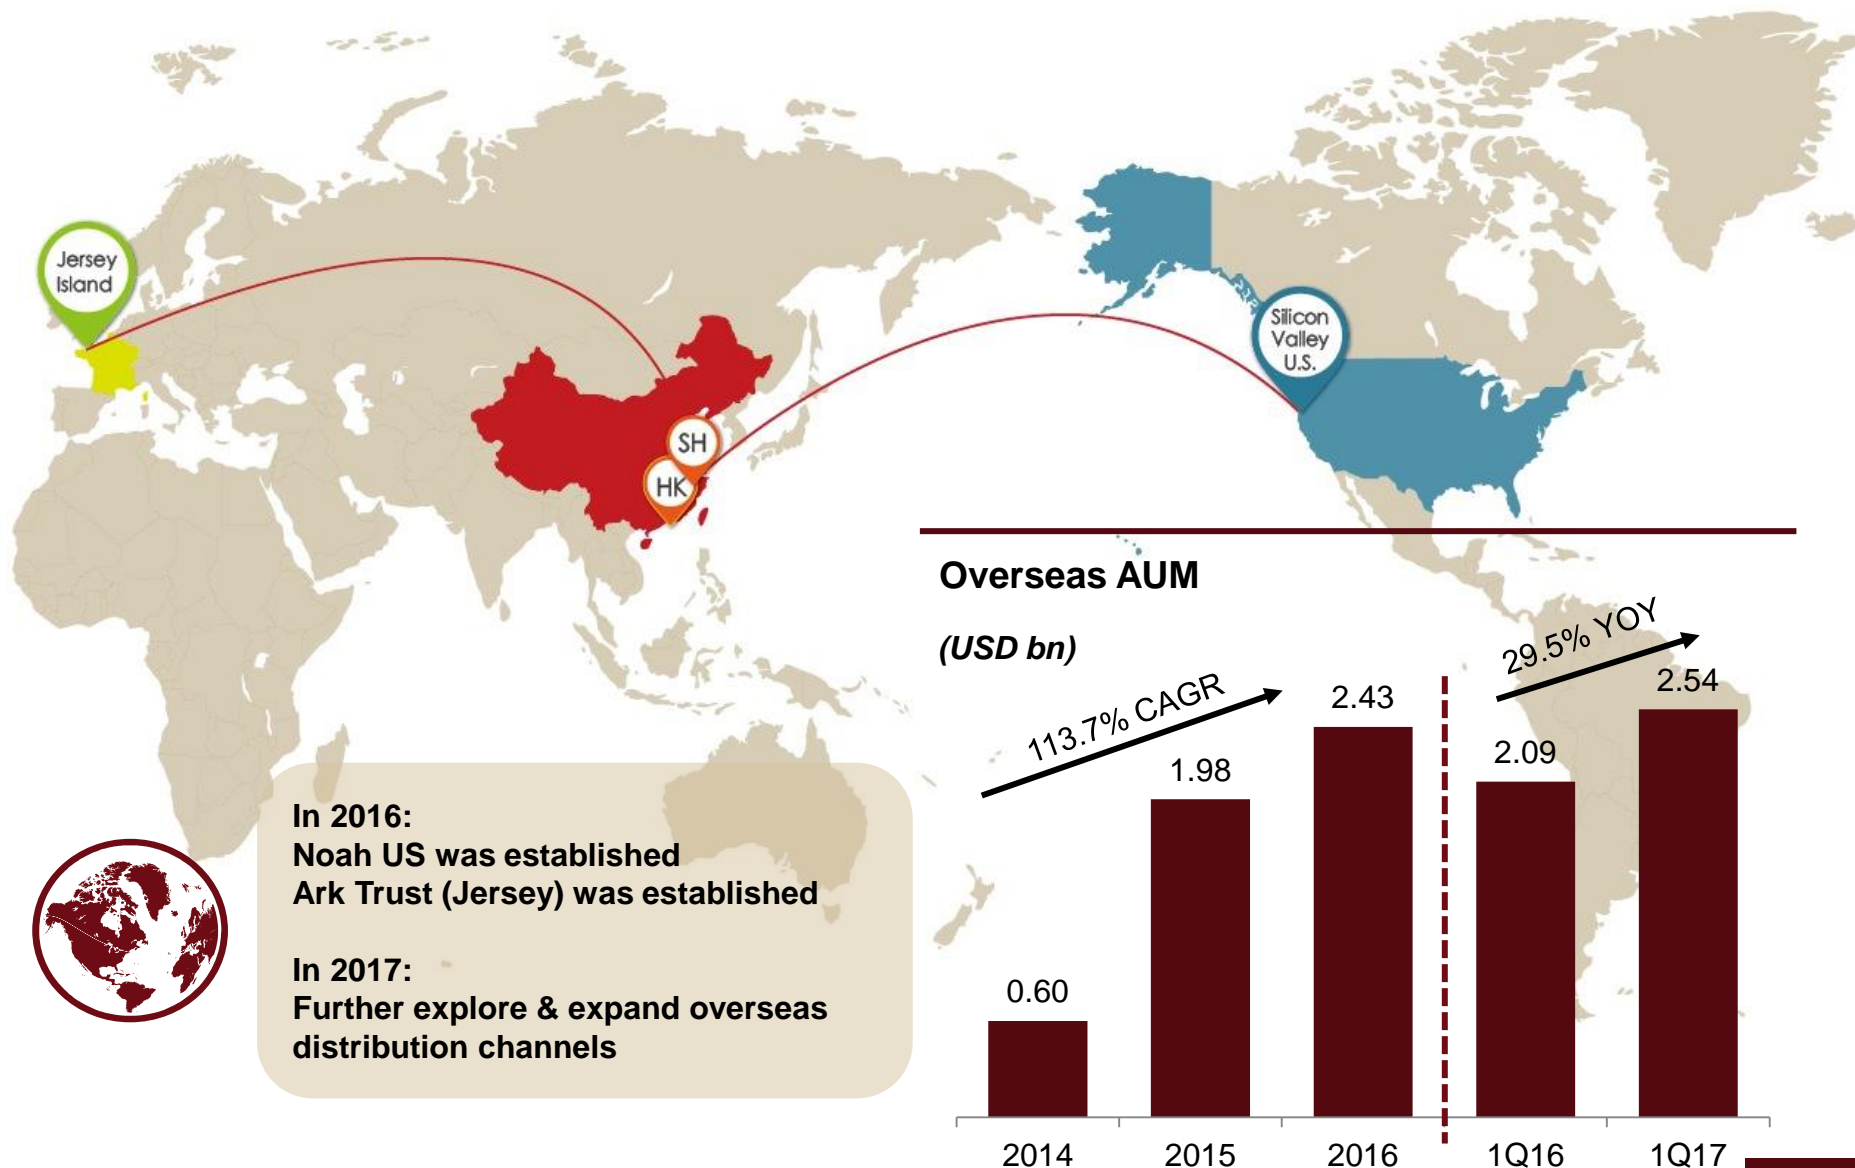 Jersey
Island
Silicon
Valley
U.S.
SH
HK
Overseas AUM
(USD bn)
113.7% CAGR
29.5% YOY
0.60
1.98
2.43
2.09
2.54
2014
2015
2016
1Q16
1Q17
In 2016:
Noah US was established
Ark Trust (Jersey) was established
In 2017:
Further explore & expand overseas
distribution channels